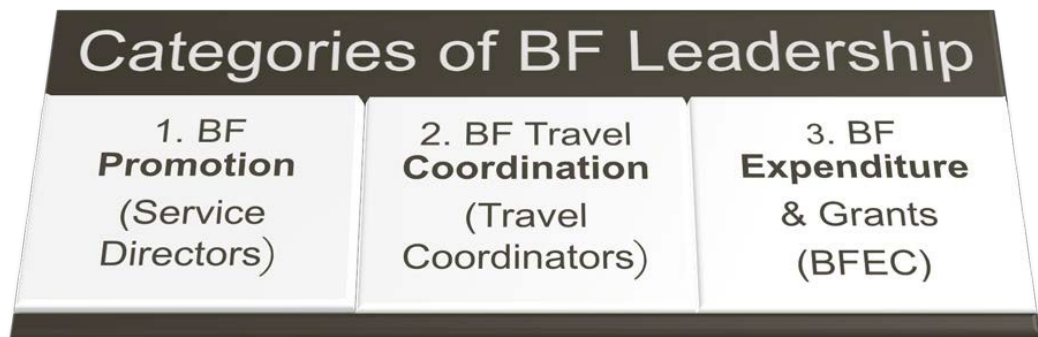 Categories of BF Leadership
1. BF
Promotion
(Service
Directors)
2. BF Travel
Coordination
(Travel
Coordinators)
3. BF
Expenditure
& Grants
(BFEC)